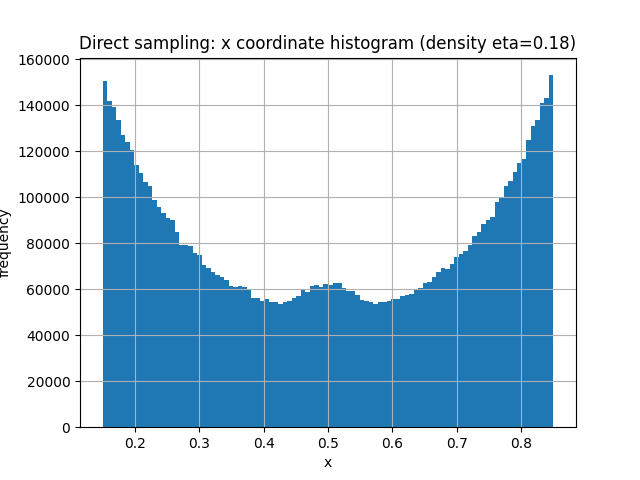 Direct sampling: x coordinate histogram (density eta=0.18)
160000
140000
120000
100000
80000
60000
40000
20000
0
frequency
0.2 0.3 0.4 0.5 0.6 0.7 0.8
x